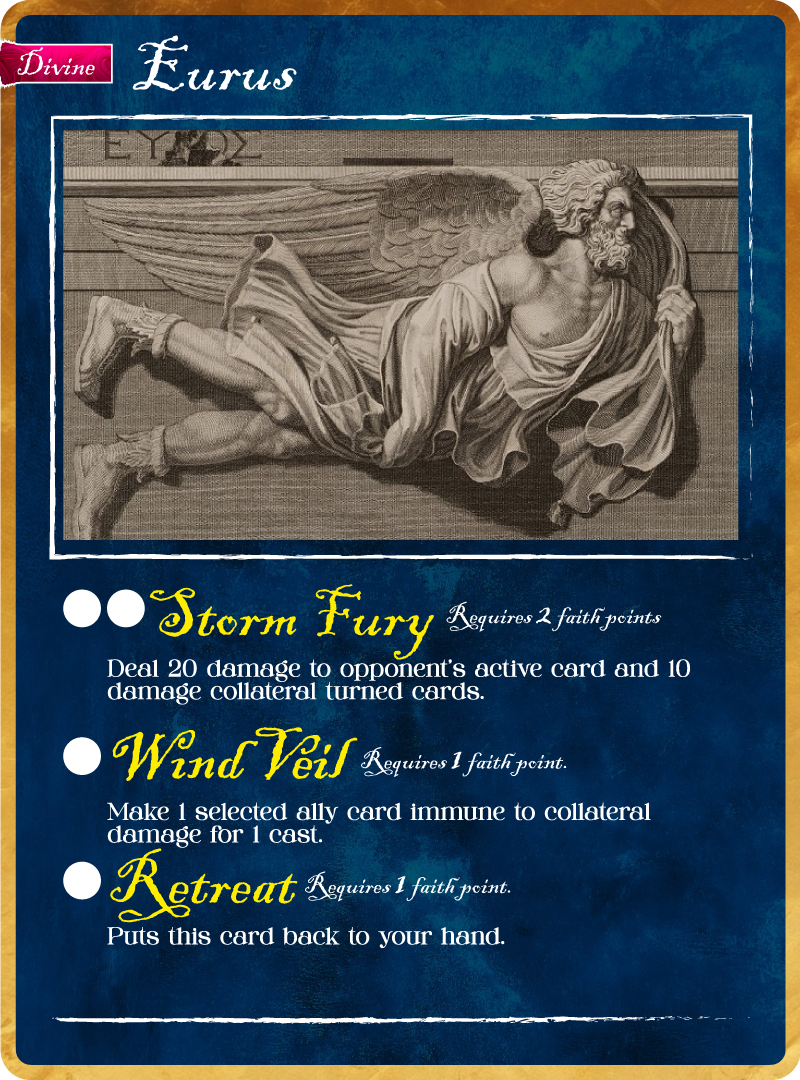 Divine
Eurus
ΕΥ ΟΣ
Storm Fury Requires 2 faith points
Deal 20 damage to opponent's active card and 10
damage collateral turned cards.
Wind Veil Requires 1 faith point.
Make 1 selected ally card immune to collateral
damage for 1 cast.
Retreat Requires 1 faith point.
Puts this card back to your hand.